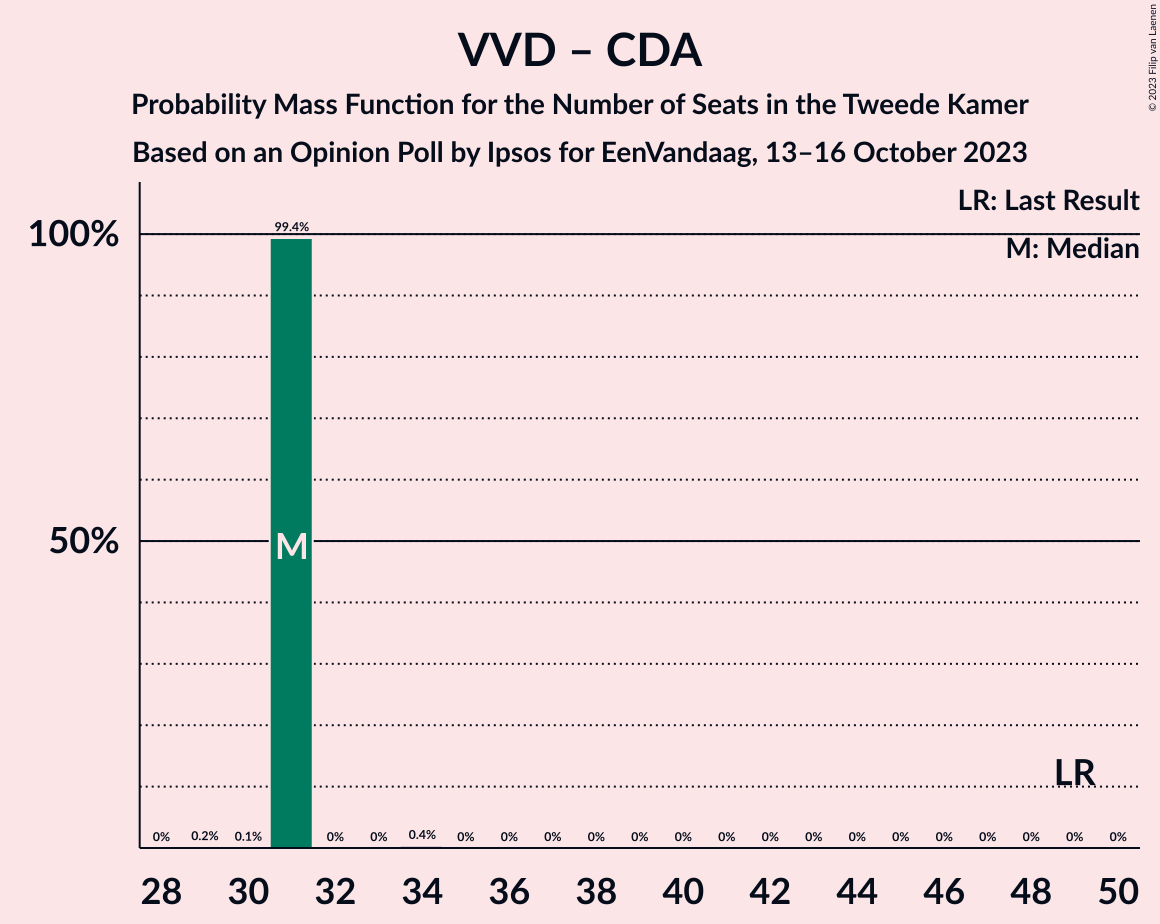 VVD – CDA
Probability Mass Function for the Number of Seats in the Tweede Kamer
Based on an Opinion Poll by Ipsos for EenVandaag, 13–16 October 2023
© 2023 Filip van Laenen
LR: Last Result
M: Median
100%
50%
99.4%
M
LR
0% 0.2% 0.1% 0% 0% 0.4% 0% 0% 0% 0% 0% 0% 0% 0% 0% 0% 0% 0% 0% 0% 0% 0%
28 30 32 34 36 38 40 42 44 46 48 50